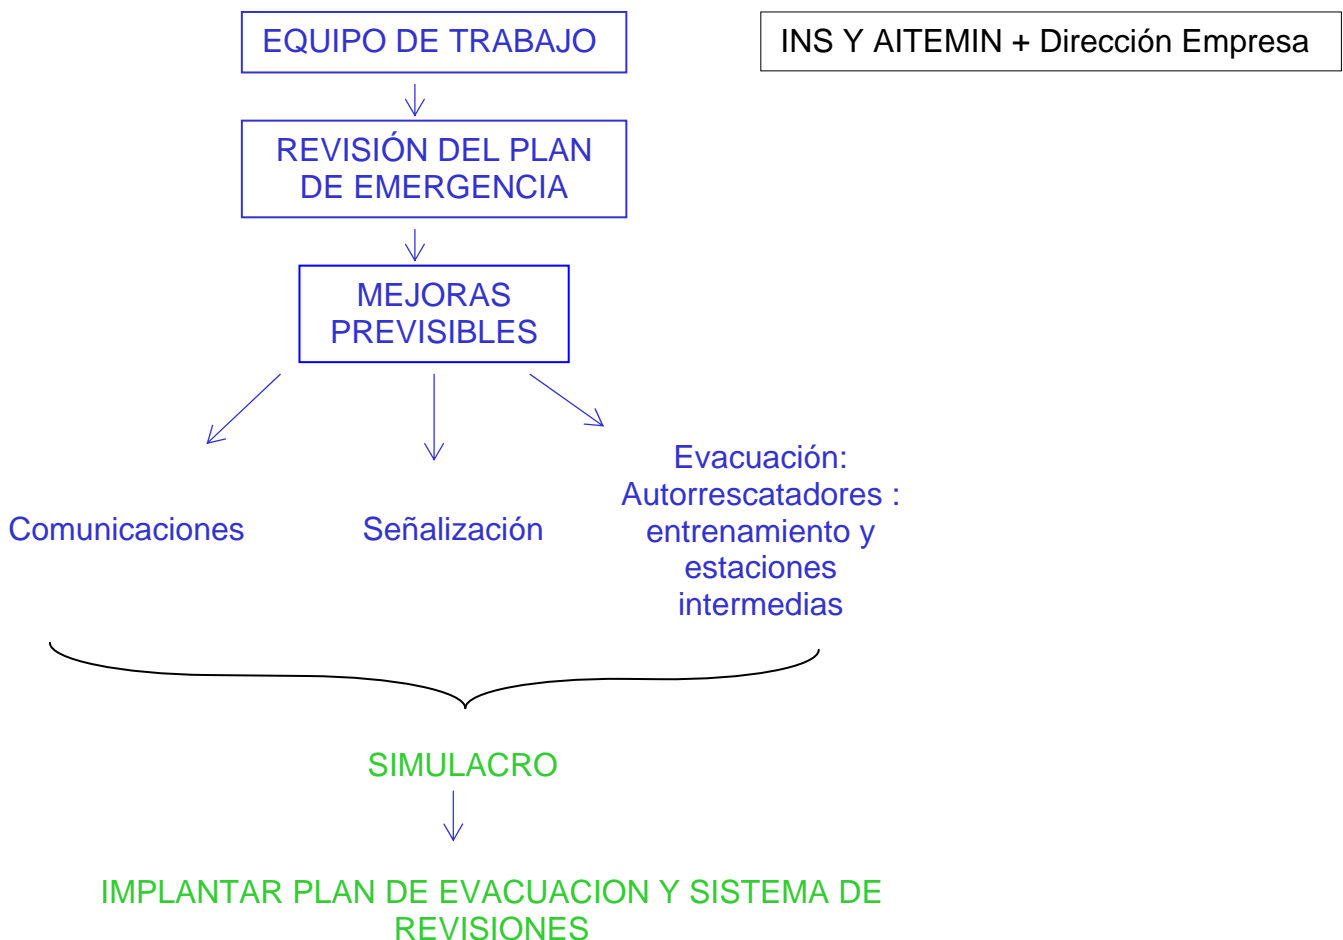 EQUIPO DE TRABAJO
INS Y AITEMIN + Dirección Empresa
REVISIÓN DEL PLAN
DE EMERGENCIA
MEJORAS
PREVISIBLES
Comunicaciones
Señalización
Evacuación:
Autorrescatadores :
entrenamiento y
estaciones
intermedias
SIMULACRO
IMPLANTAR PLAN DE EVACUACION Y SISTEMA DE
REVISIONES